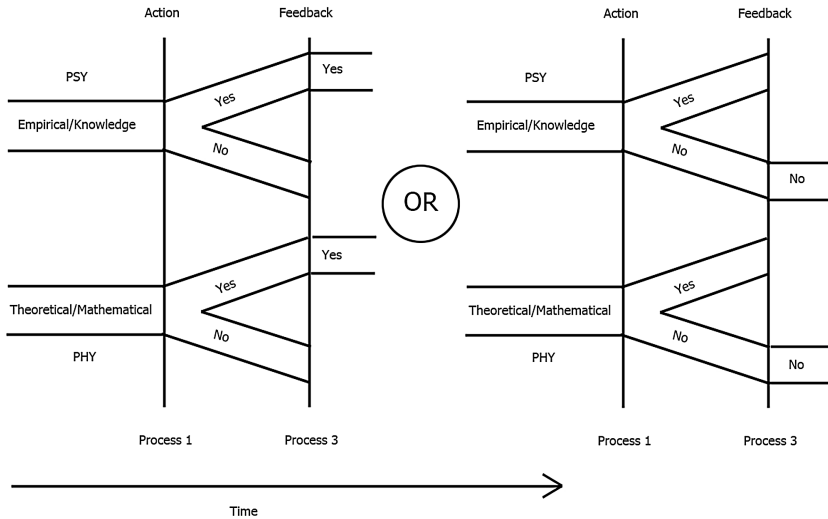 Action
Feedback
Action
Feedback
PSY
Yes
Yes
Empirical/Knowledge
No
PSY
Yes
Empirical/Knowledge
No
No
OR
Yes
Yes
Theoretical/Mathematical
No
PHY
Yes
Theoretical/Mathematical
No
No
PHY
Process 1
Process 3
Process 1
Process 3
Time